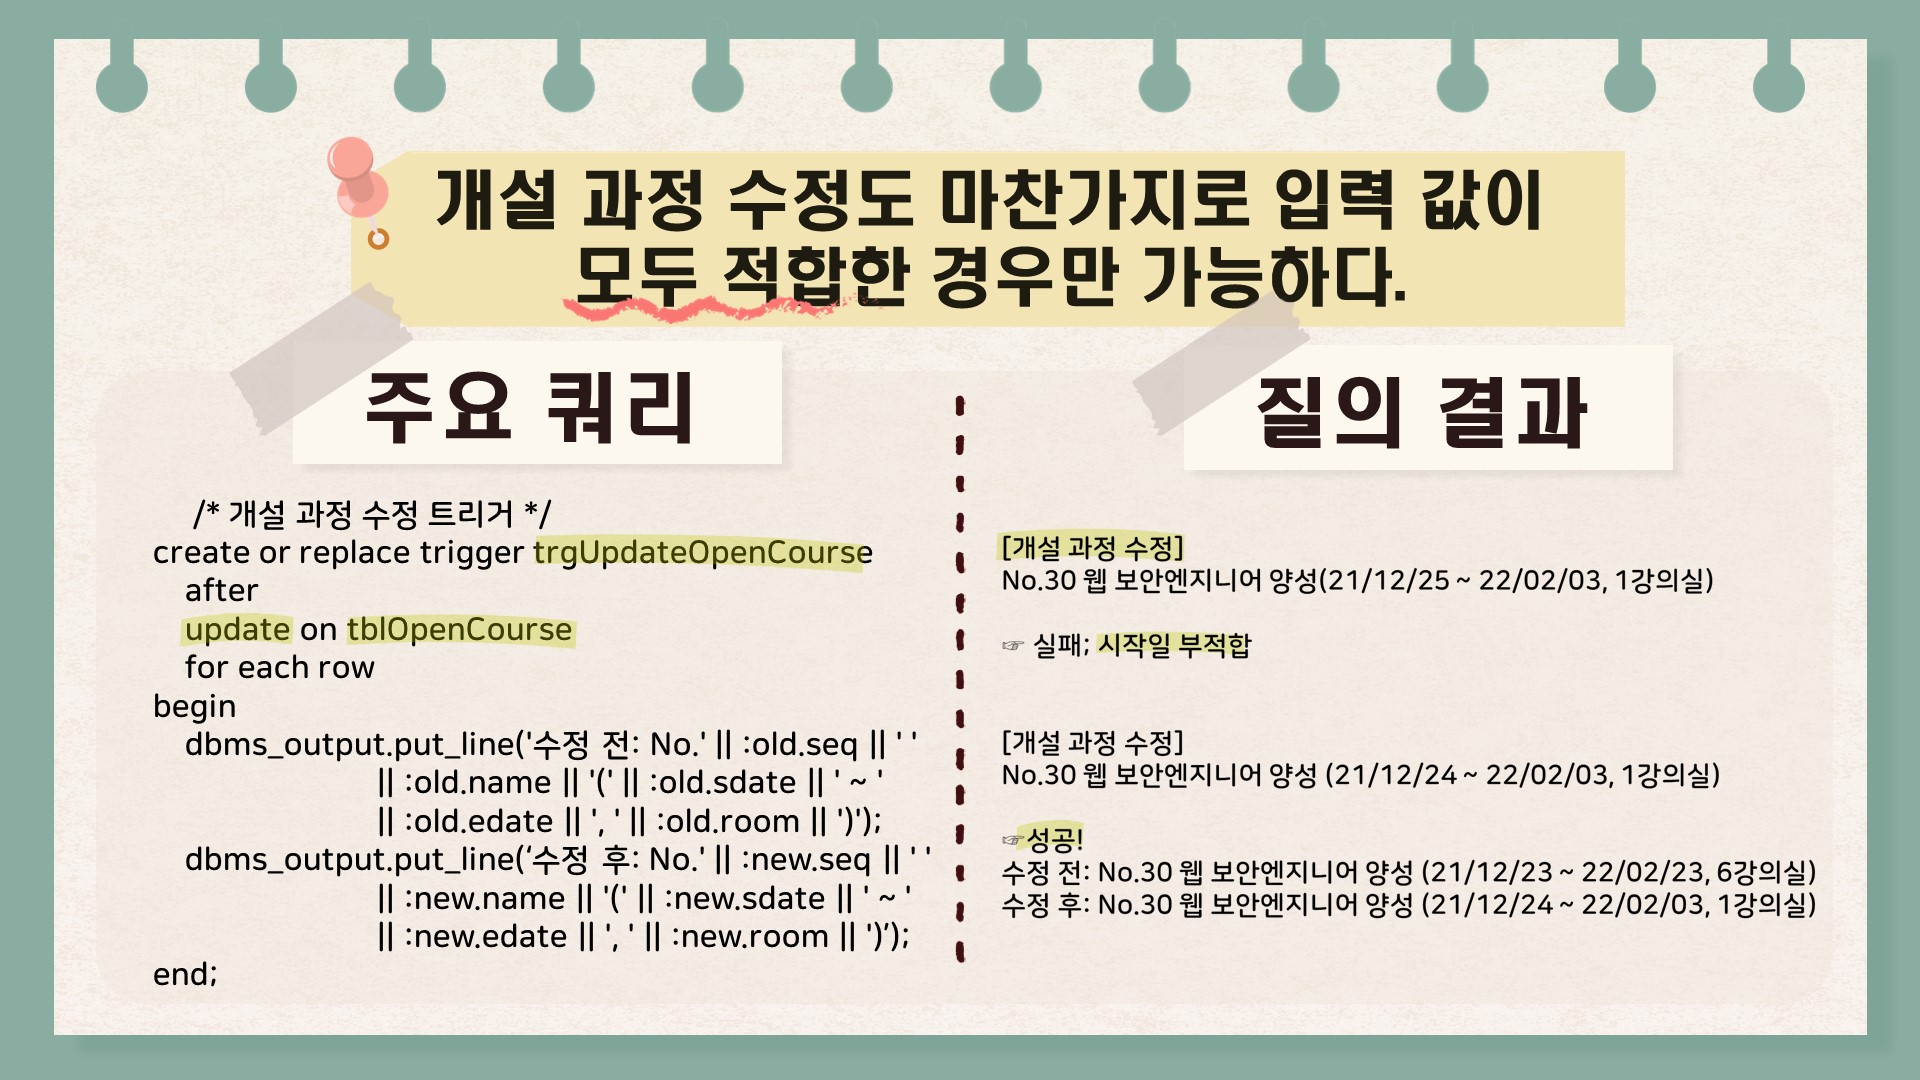 개설 과정 수정도 마찬가지로 입력 값이
모두 적합한 경우만 가능하다.
주요 쿼리
/* 개설 과정 수정 트리거 */
create or replace trigger trgUpdateOpenCourse
after
update on tblOpenCourse
for each row
begin
dbms_output.put_line('수정 전: No.' || :old.seq || ' '
|| :old.name || '(' || :old.sdate || ' ~ '
|| :old.edate || ', ' || :old.room || ')');
dbms_output.put_line(‘수정 후: No.' || :new.seq || ' '
|| :new.name || '(' || :new.sdate || ' ~ '
|| :new.edate || ', ' || :new.room || ')’);
end;
질의 결과
[개설 과정 수정]
No.30 웹 보안엔지니어 양성(21/12/25 ~ 22/02/03, 1강의실)
☞ 실패; 시작일 부적합
[개설 과정 수정]
No.30 웹 보안엔지니어 양성 (21/12/24 ~ 22/02/03, 1강의실)
☞성공!
수정 전: No.30 웹 보안엔지니어 양성 (21/12/23 ~ 22/02/23, 6강의실)
수정 후: No.30 웹 보안엔지니어 양성 (21/12/24 ~ 22/02/03, 1강의실)